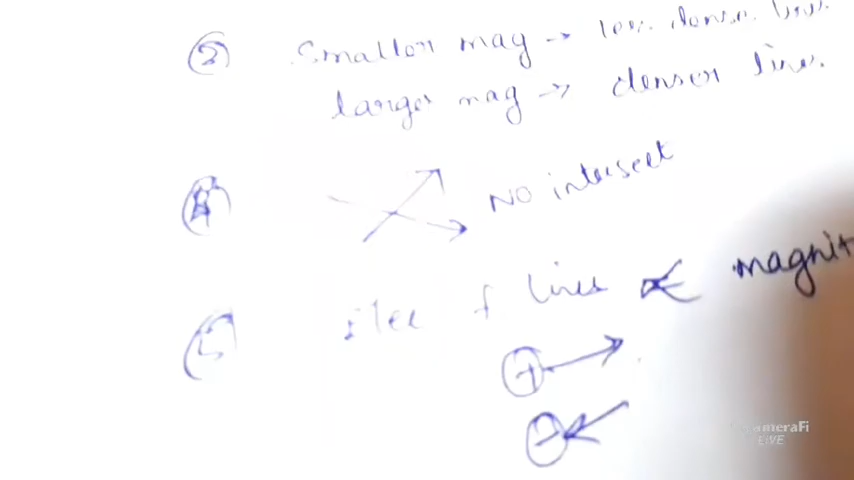 ③ Smaller mag → less dense lines
larger mag → denser lines.
④ NO intersect
⑤ size of lines ∝ magnit
+
−
CameraFi
LIVE